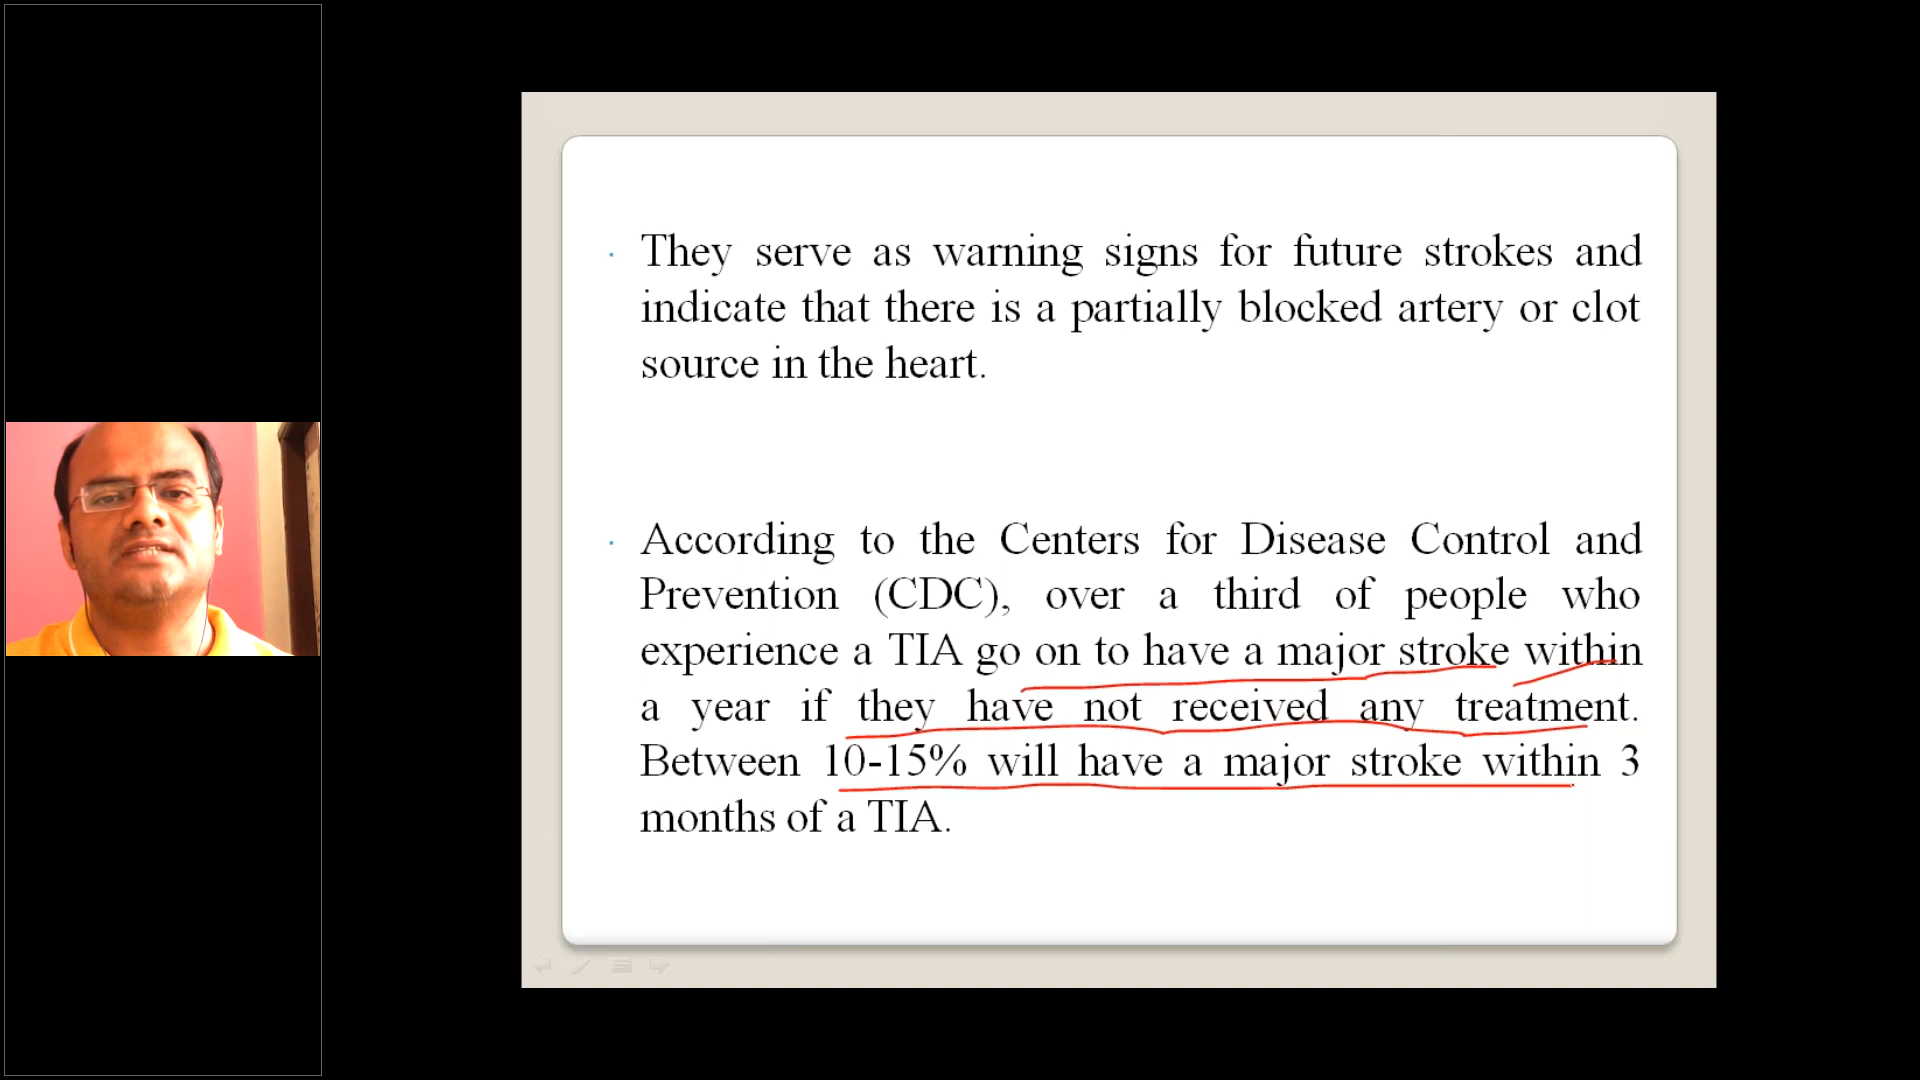 They serve as warning signs for future strokes and
indicate that there is a partially blocked artery or clot
source in the heart.
According to the Centers for Disease Control and
Prevention (CDC), over a third of people who
experience a TIA go on to have a major stroke within
a year if they have not received any treatment.
Between 10-15% will have a major stroke within 3
months of a TIA.